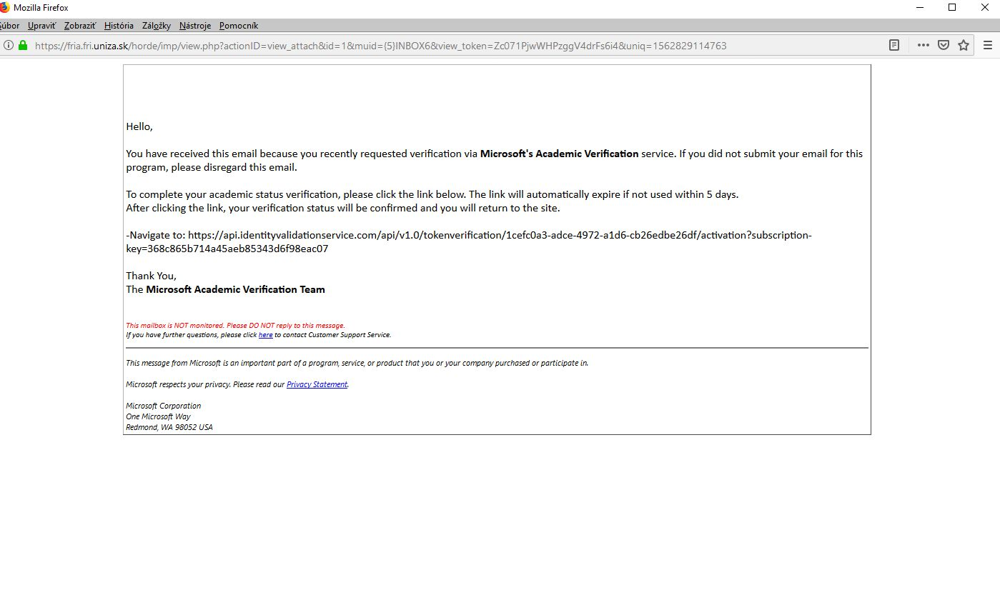 Mozilla Firefox
Súbor Upraviť Zobraziť História Záložky Nástroje Pomocník
https://fria.fri.uniza.sk/horde/imp/view.php?actionID=view_attach&id=1&muid={5}INBOX6&view_token=Zc071PjwWHPzggV4drFs6i4&uniq=1562829114763
Hello,
You have received this email because you recently requested verification via Microsoft's Academic Verification service. If you did not submit your email for this
program, please disregard this email.
To complete your academic status verification, please click the link below. The link will automatically expire if not used within 5 days.
After clicking the link, your verification status will be confirmed and you will return to the site.
-Navigate to: https://api.identityvalidationservice.com/api/v1.0/tokenverification/1cefc0a3-adce-4972-a1d6-cb26edbe26df/activation?subscription-
key=368c865b714a45aeb85343d6f98eac07
Thank You,
The Microsoft Academic Verification Team
This mailbox is NOT monitored. Please DO NOT reply to this message.
If you have further questions, please click here to contact Customer Support Service.
This message from Microsoft is an important part of a program, service, or product that you or your company purchased or participate in.
Microsoft respects your privacy. Please read our Privacy Statement.
Microsoft Corporation
One Microsoft Way
Redmond, WA 98052 USA